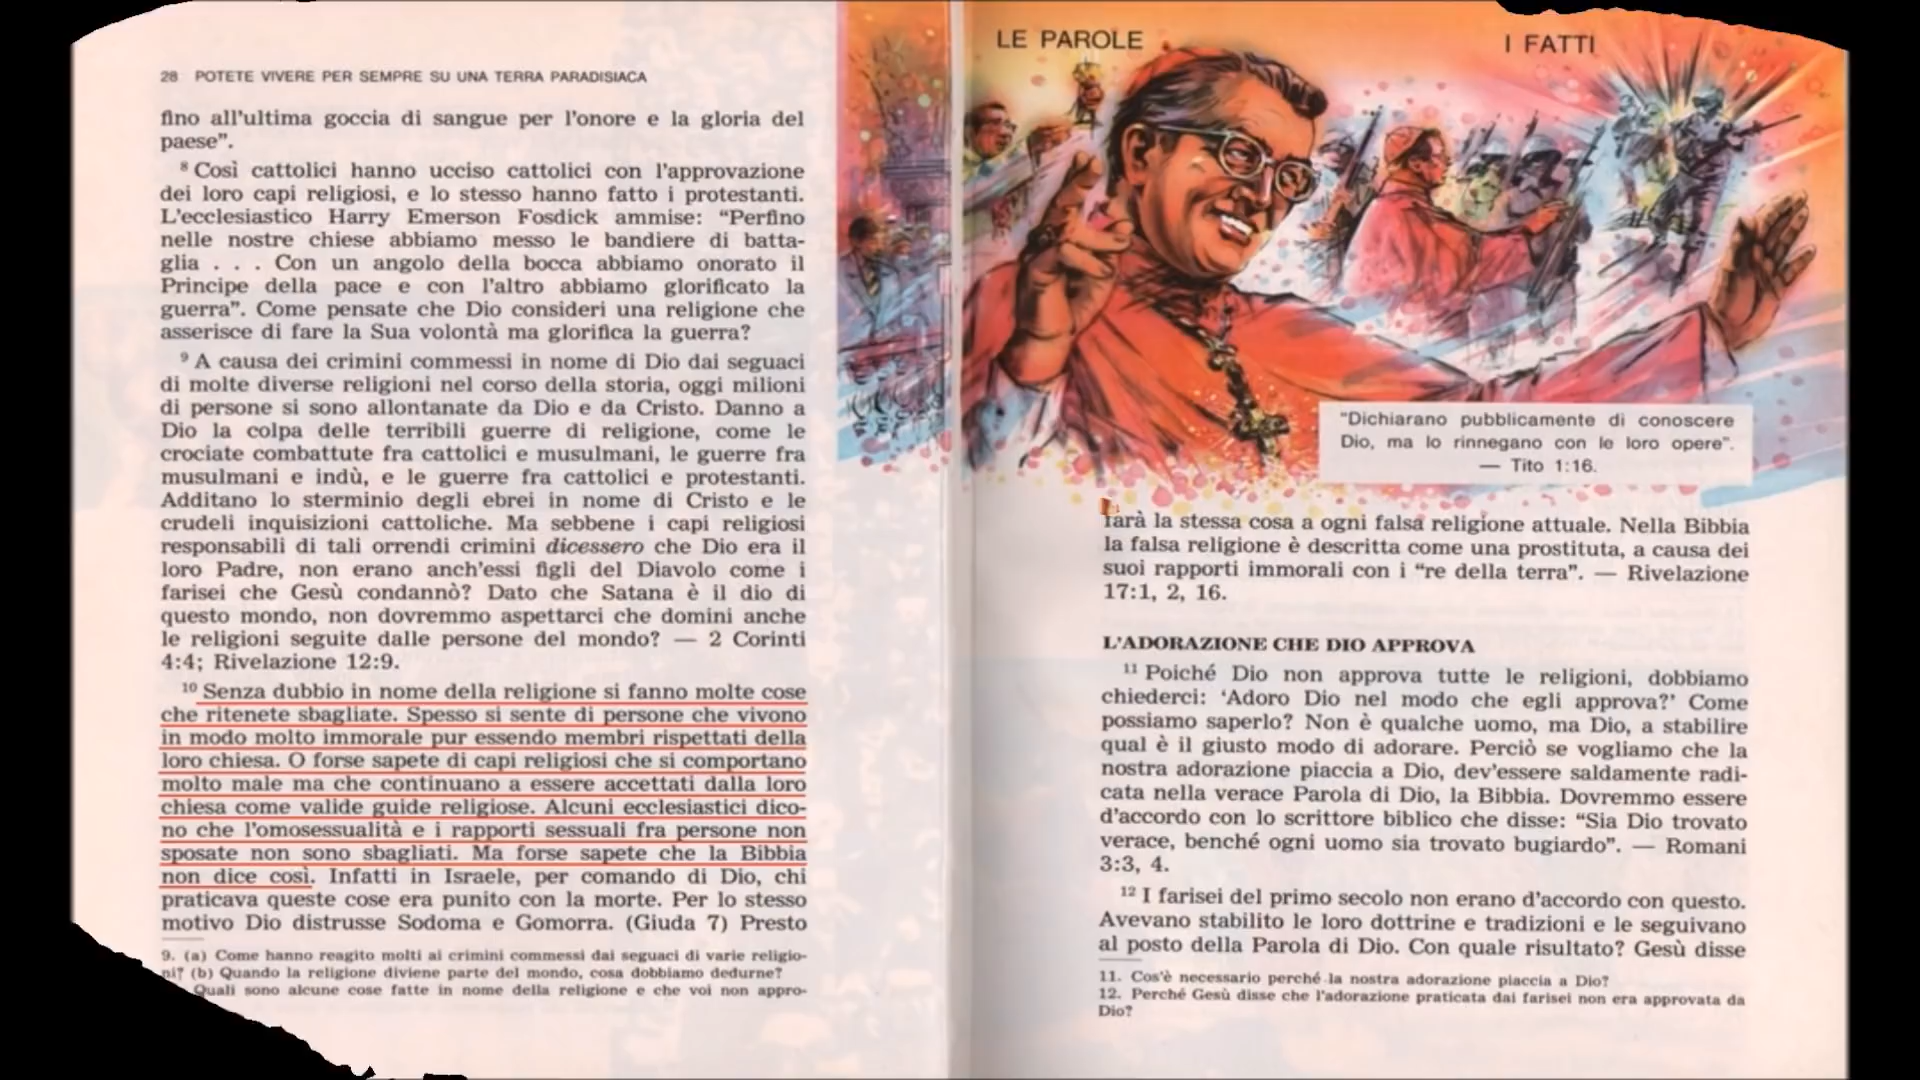 28 POTETE VIVERE PER SEMPRE SU UNA TERRA PARADISIACA
fino all'ultima goccia di sangue per l'onore e la gloria del
paese".
⁸ Così cattolici hanno ucciso cattolici con l'approvazione
dei loro capi religiosi, e lo stesso hanno fatto i protestanti.
L'ecclesiastico Harry Emerson Fosdick ammise: "Perfino
nelle nostre chiese abbiamo messo le bandiere di batta-
glia . . . Con un angolo della bocca abbiamo onorato il
Principe della pace e con l'altro abbiamo glorificato la
guerra". Come pensate che Dio consideri una religione che
asserisce di fare la Sua volontà ma glorifica la guerra?
⁹ A causa dei crimini commessi in nome di Dio dai seguaci
di molte diverse religioni nel corso della storia, oggi milioni
di persone si sono allontanate da Dio e da Cristo. Danno a
Dio la colpa delle terribili guerre di religione, come le
crociate combattute fra cattolici e musulmani, le guerre fra
musulmani e indù, e le guerre fra cattolici e protestanti.
Additano lo sterminio degli ebrei in nome di Cristo e le
crudeli inquisizioni cattoliche. Ma sebbene i capi religiosi
responsabili di tali orrendi crimini dicessero che Dio era il
loro Padre, non erano anch'essi figli del Diavolo come i
farisei che Gesù condannò? Dato che Satana è il dio di
questo mondo, non dovremmo aspettarci che domini anche
le religioni seguite dalle persone del mondo? — 2 Corinti
4:4; Rivelazione 12:9.
¹⁰ Senza dubbio in nome della religione si fanno molte cose
che ritenete sbagliate. Spesso si sente di persone che vivono
in modo molto immorale pur essendo membri rispettati della
loro chiesa. O forse sapete di capi religiosi che si comportano
molto male ma che continuano a essere accettati dalla loro
chiesa come valide guide religiose. Alcuni ecclesiastici dico-
no che l'omosessualità e i rapporti sessuali fra persone non
sposate non sono sbagliati. Ma forse sapete che la Bibbia
non dice così. Infatti in Israele, per comando di Dio, chi
praticava queste cose era punito con la morte. Per lo stesso
motivo Dio distrusse Sodoma e Gomorra. (Giuda 7) Presto
9. (a) Come hanno reagito molti ai crimini commessi dai seguaci di varie religio-
ni? (b) Quando la religione diviene parte del mondo, cosa dobbiamo dedurne?
Quali sono alcune cose fatte in nome della religione e che voi non appro-
LE PAROLE
I FATTI
"Dichiarano pubblicamente di conoscere
Dio, ma lo rinnegano con le loro opere".
— Tito 1:16.
farà la stessa cosa a ogni falsa religione attuale. Nella Bibbia
la falsa religione è descritta come una prostituta, a causa dei
suoi rapporti immorali con i "re della terra". — Rivelazione
17:1, 2, 16.
L'ADORAZIONE CHE DIO APPROVA
¹¹ Poiché Dio non approva tutte le religioni, dobbiamo
chiederci: 'Adoro Dio nel modo che egli approva?' Come
possiamo saperlo? Non è qualche uomo, ma Dio, a stabilire
qual è il giusto modo di adorare. Perciò se vogliamo che la
nostra adorazione piaccia a Dio, dev'essere saldamente radi-
cata nella verace Parola di Dio, la Bibbia. Dovremmo essere
d'accordo con lo scrittore biblico che disse: "Sia Dio trovato
verace, benché ogni uomo sia trovato bugiardo". — Romani
3:3, 4.
¹² I farisei del primo secolo non erano d'accordo con questo.
Avevano stabilito le loro dottrine e tradizioni e le seguivano
al posto della Parola di Dio. Con quale risultato? Gesù disse
11. Cos'è necessario perché la nostra adorazione piaccia a Dio?
12. Perché Gesù disse che l'adorazione praticata dai farisei non era approvata da
Dio?